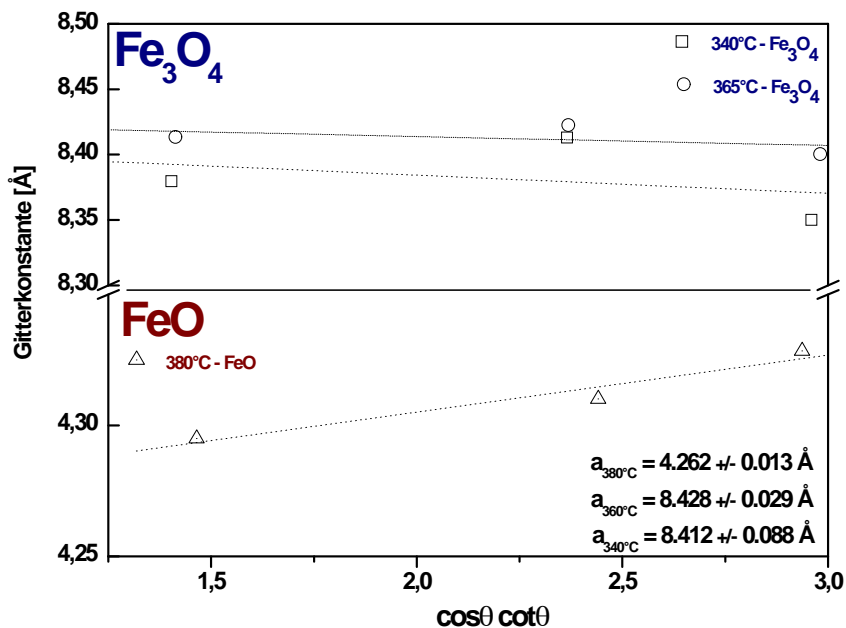 8,50
8,45
8,40
8,35
8,30
4,30
4,25
Gitterkonstante [Å]
Fe₃O₄
340°C - Fe₃O₄
365°C - Fe₃O₄
FeO
380°C - FeO
a₃₈₀°C = 4.262 +/- 0.013 Å
a₃₆₀°C = 8.428 +/- 0.029 Å
a₃₄₀°C = 8.412 +/- 0.088 Å
1,5 2,0 2,5 3,0
cosθ cotθ